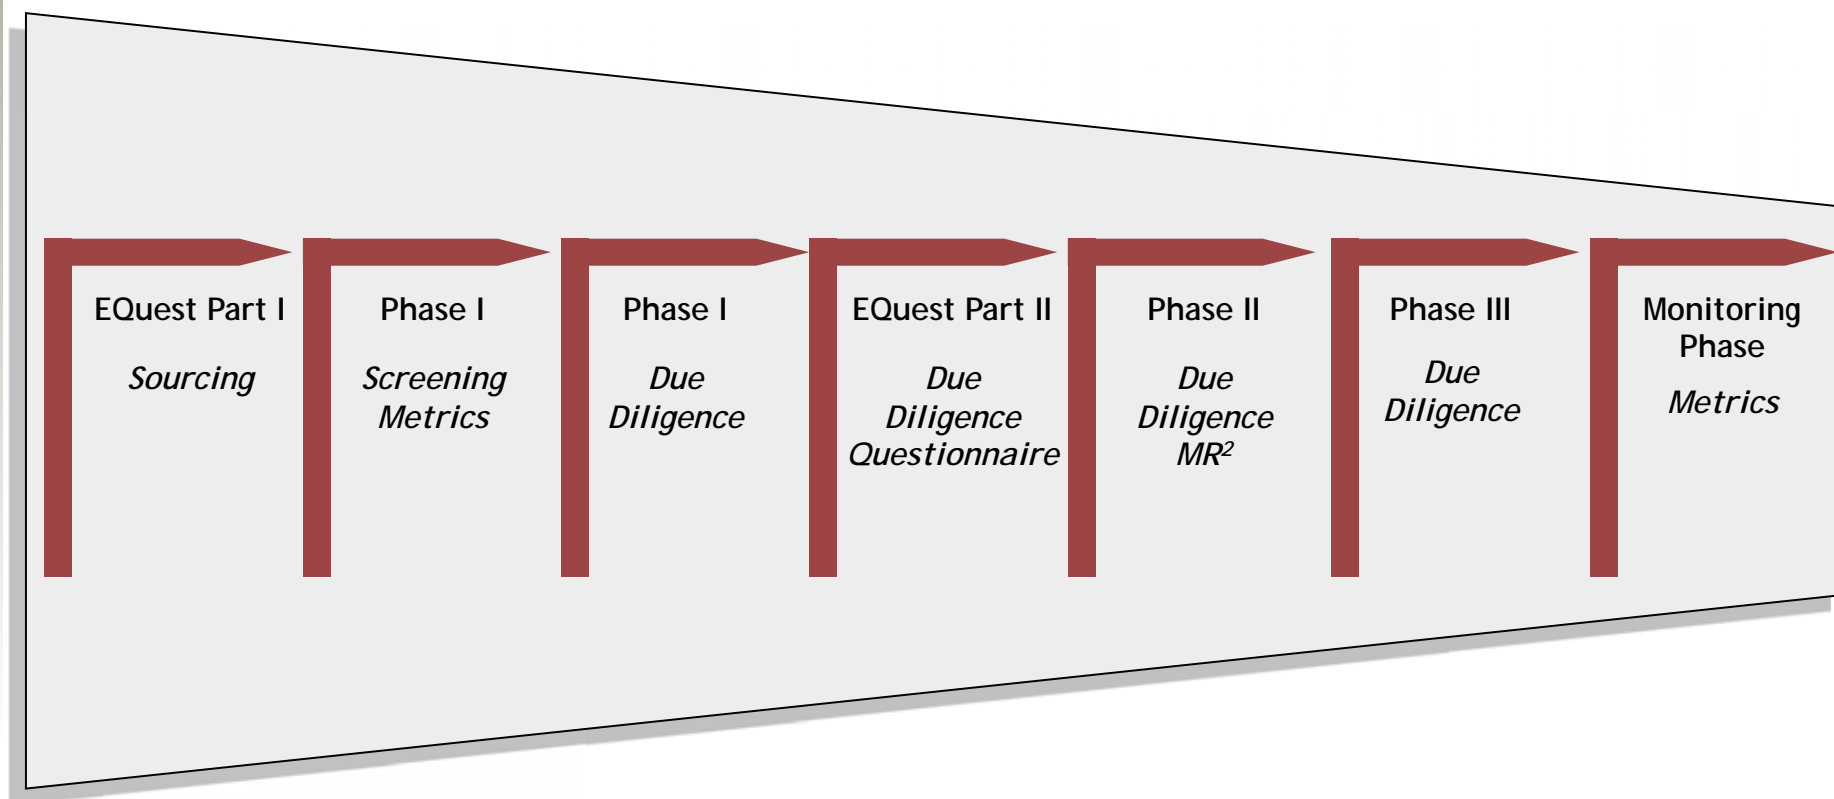 EQuest Part I
Sourcing
Phase I
Screening
Metrics
Phase I
Due
Diligence
EQuest Part II
Due
Diligence
Questionnaire
Phase II
Due
Diligence
MR²
Phase III
Due
Diligence
Monitoring
Phase
Metrics